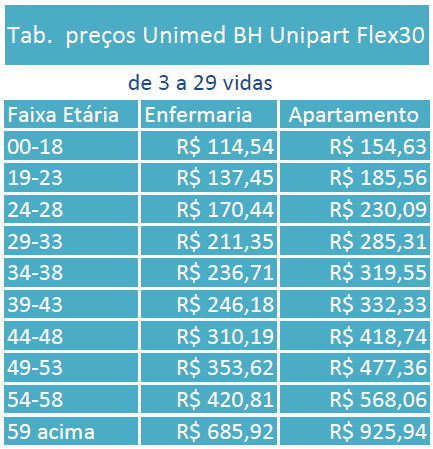 Tab. preços Unimed BH Unipart Flex30
de 3 a 29 vidas
Faixa Etária Enfermaria Apartamento
00-18 R$ 114,54 R$ 154,63
19-23 R$ 137,45 R$ 185,56
24-28 R$ 170,44 R$ 230,09
29-33 R$ 211,35 R$ 285,31
34-38 R$ 236,71 R$ 319,55
39-43 R$ 246,18 R$ 332,33
44-48 R$ 310,19 R$ 418,74
49-53 R$ 353,62 R$ 477,36
54-58 R$ 420,81 R$ 568,06
59 acima R$ 685,92 R$ 925,94